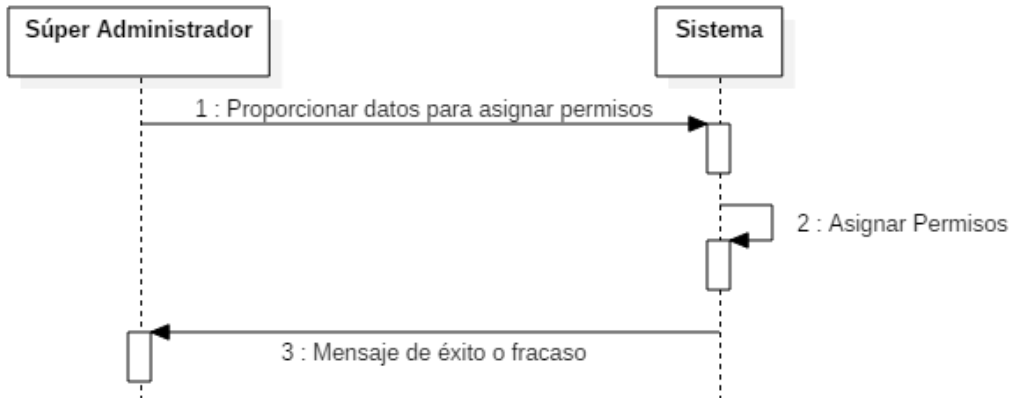 Súper Administrador
Sistema
1 : Proporcionar datos para asignar permisos
2 : Asignar Permisos
3 : Mensaje de éxito o fracaso